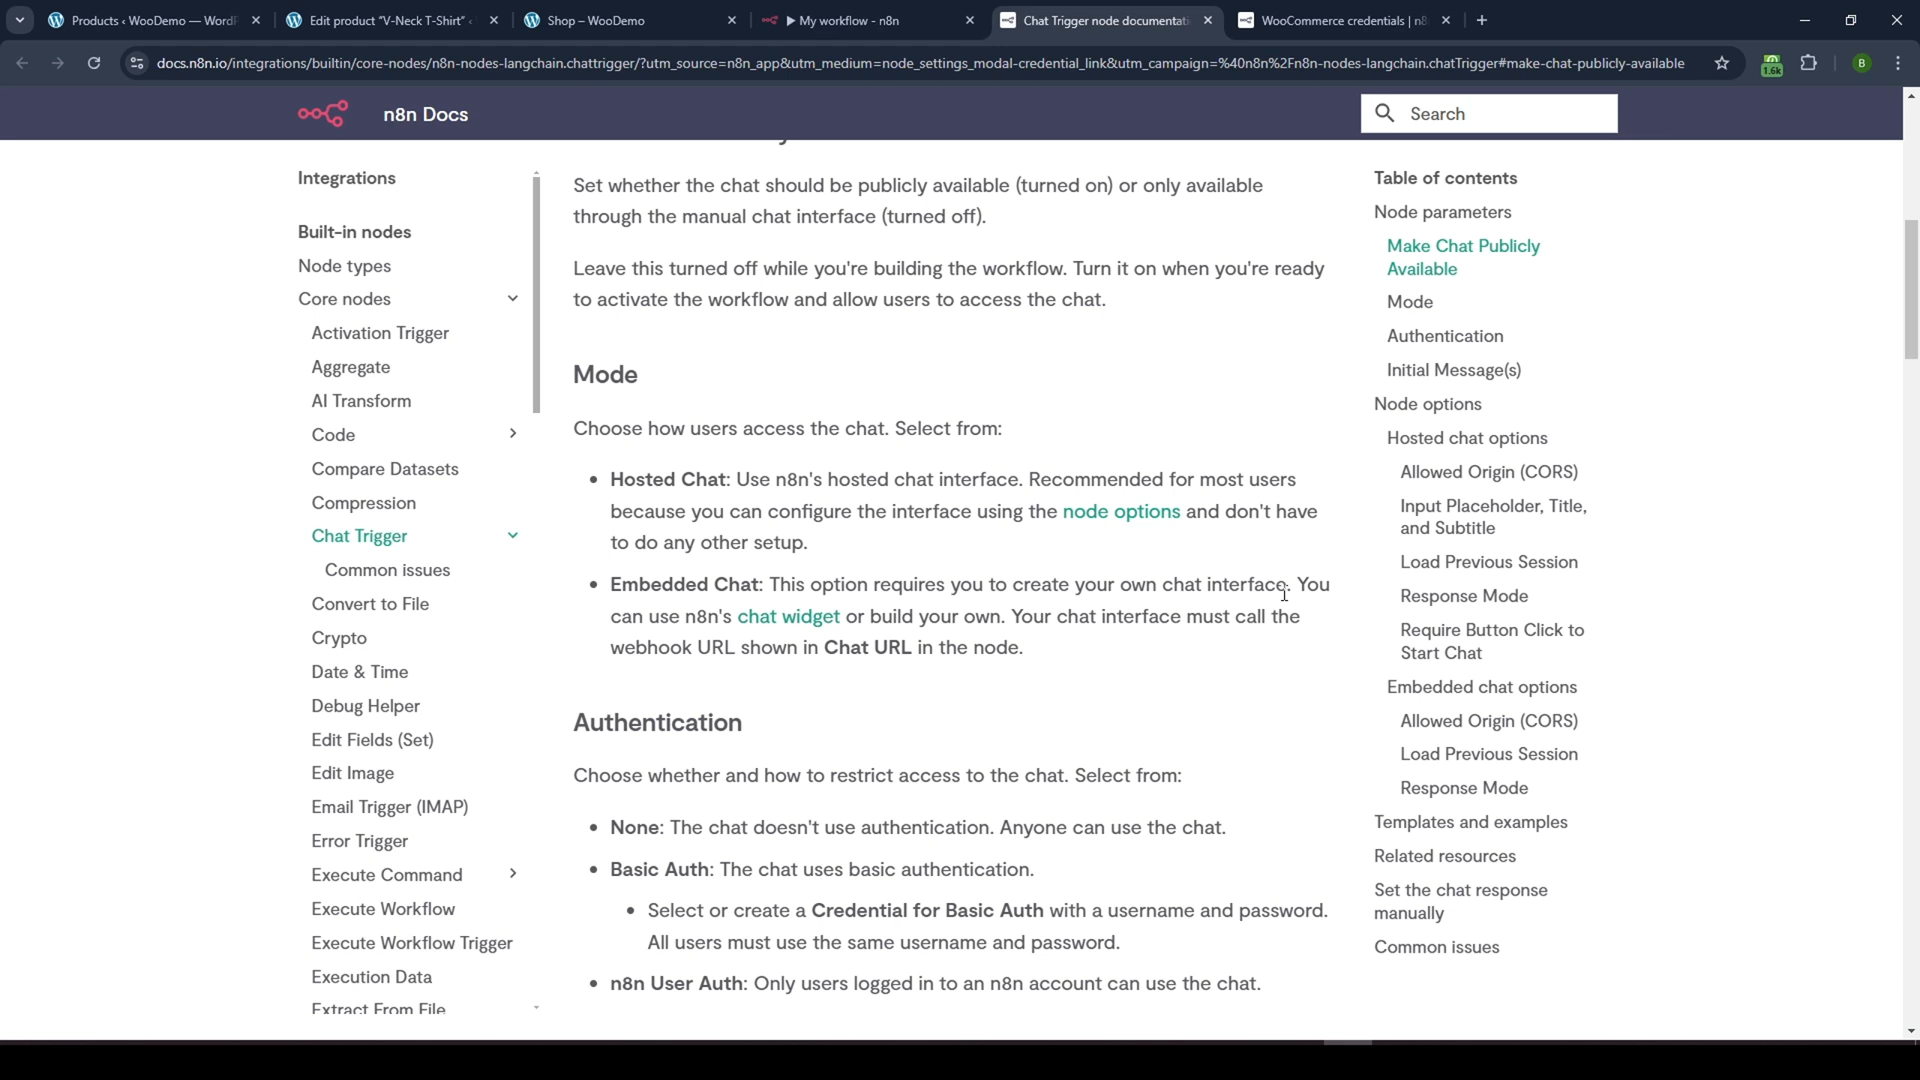 Products ‹ WooDemo — WordP
Edit product "V-Neck T-Shirt" ‹
Shop – WooDemo
▶ My workflow - n8n
Chat Trigger node documentati
WooCommerce credentials | n8
docs.n8n.io/integrations/builtin/core-nodes/n8n-nodes-langchain.chattrigger/?utm_source=n8n_app&utm_medium=node_settings_modal-credential_link&utm_campaign=%40n8n%2Fn8n-nodes-langchain.chatTrigger#make-chat-publicly-available
1.6k
B
n8n Docs
Search
Integrations
Built-in nodes
Node types
Core nodes
Activation Trigger
Aggregate
AI Transform
Code
Compare Datasets
Compression
Chat Trigger
Common issues
Convert to File
Crypto
Date & Time
Debug Helper
Edit Fields (Set)
Edit Image
Email Trigger (IMAP)
Error Trigger
Execute Command
Execute Workflow
Execute Workflow Trigger
Execution Data
Extract From File
Set whether the chat should be publicly available (turned on) or only available
through the manual chat interface (turned off).
Leave this turned off while you're building the workflow. Turn it on when you're ready
to activate the workflow and allow users to access the chat.
Mode
Choose how users access the chat. Select from:
• Hosted Chat: Use n8n's hosted chat interface. Recommended for most users
because you can configure the interface using the node options and don't have
to do any other setup.
• Embedded Chat: This option requires you to create your own chat interface. You
can use n8n's chat widget or build your own. Your chat interface must call the
webhook URL shown in Chat URL in the node.
Authentication
Choose whether and how to restrict access to the chat. Select from:
• None: The chat doesn't use authentication. Anyone can use the chat.
• Basic Auth: The chat uses basic authentication.
• Select or create a Credential for Basic Auth with a username and password.
All users must use the same username and password.
• n8n User Auth: Only users logged in to an n8n account can use the chat.
Table of contents
Node parameters
Make Chat Publicly
Available
Mode
Authentication
Initial Message(s)
Node options
Hosted chat options
Allowed Origin (CORS)
Input Placeholder, Title,
and Subtitle
Load Previous Session
Response Mode
Require Button Click to
Start Chat
Embedded chat options
Allowed Origin (CORS)
Load Previous Session
Response Mode
Templates and examples
Related resources
Set the chat response
manually
Common issues